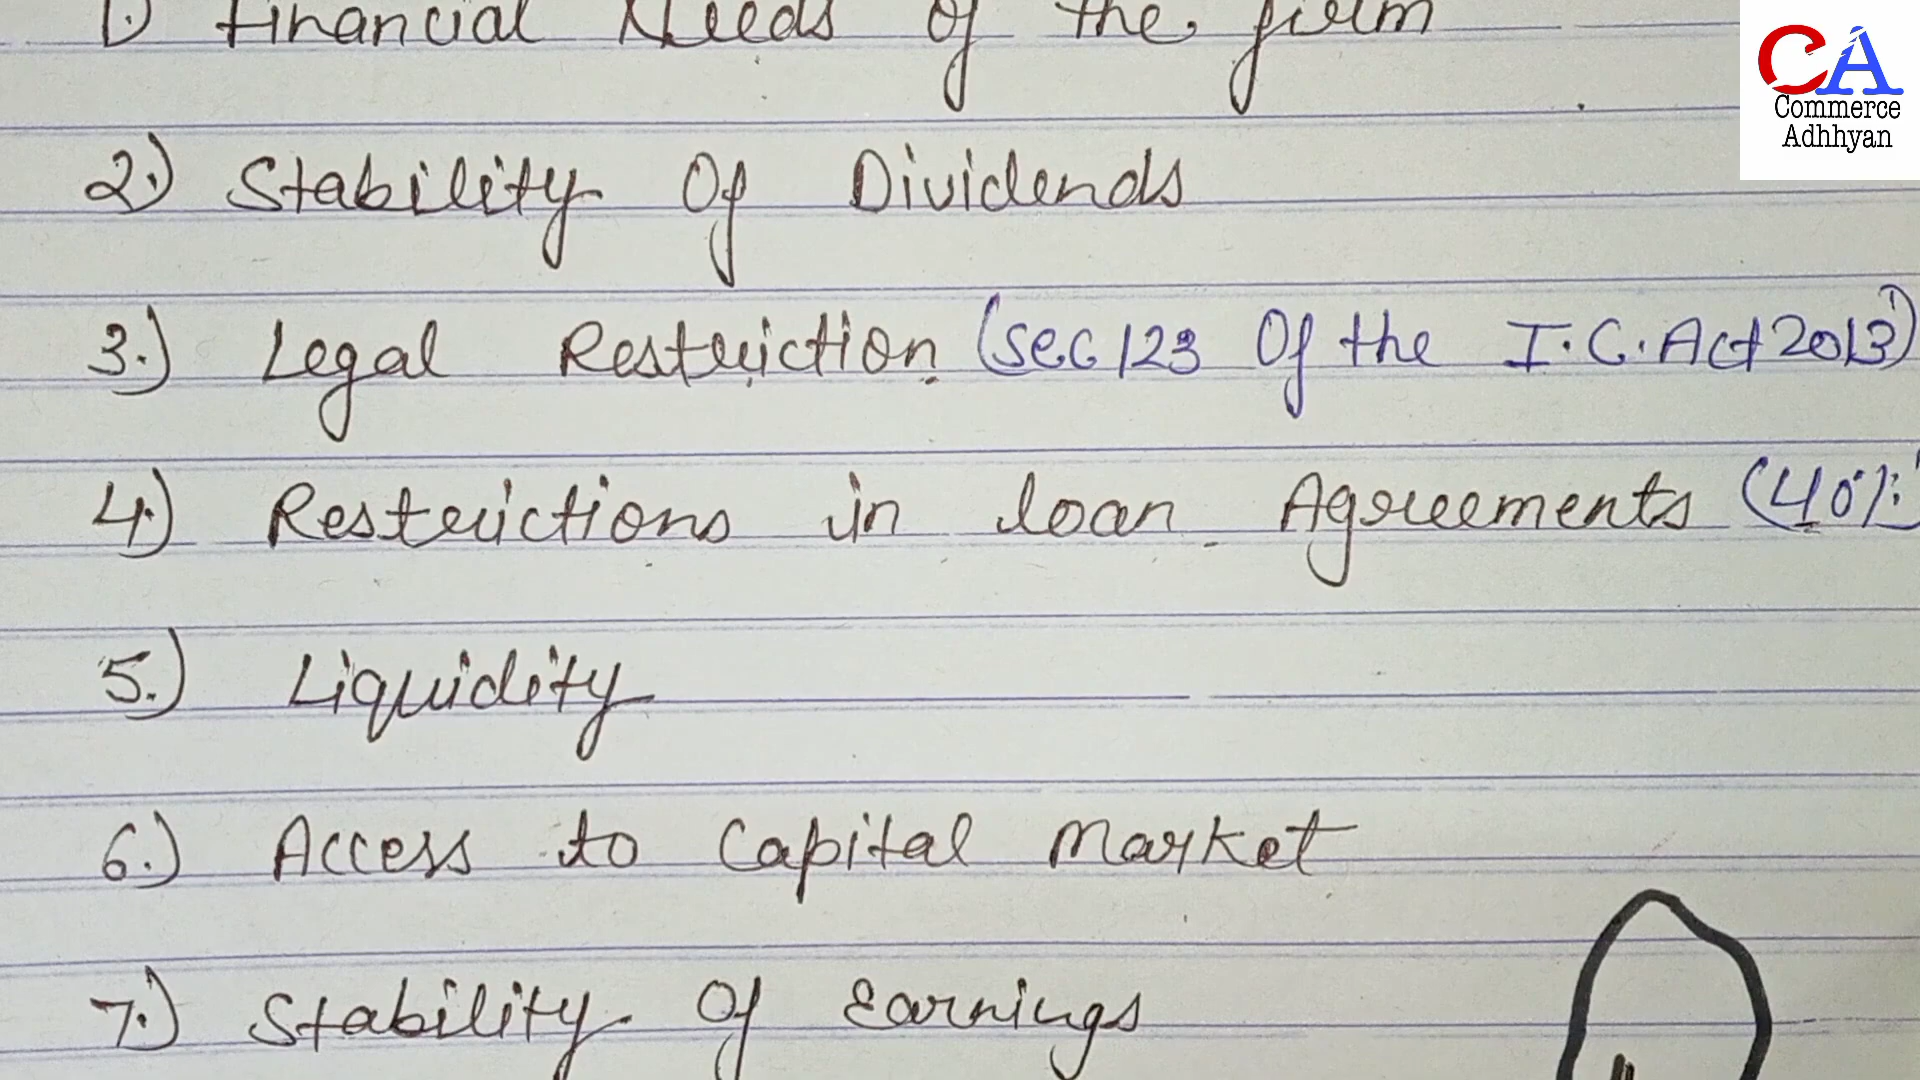 1.) Financial Needs of the firm
2.) Stability Of Dividends
3.) Legal Restriction (Sec 123 Of the I.C. Act 2013)
4.) Restrictions in loan Agreements (40%)
5.) Liquidity
6.) Access to Capital Market
7.) Stability Of Earnings
CA
Commerce
Adhhyan